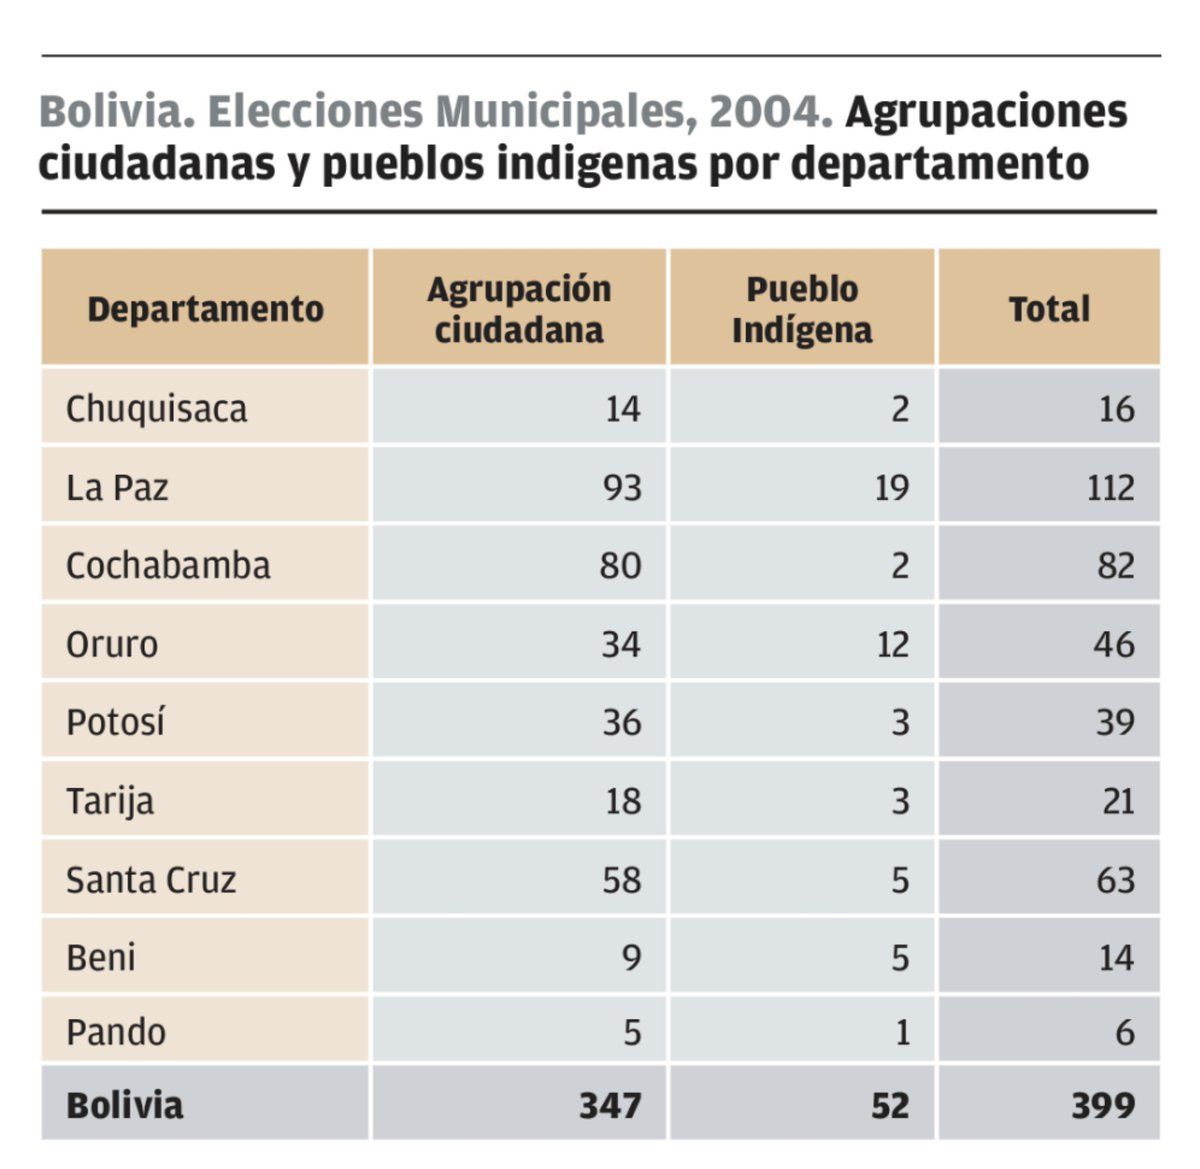 Bolivia. Elecciones Municipales, 2004. Agrupaciones
ciudadanas y pueblos indigenas por departamento
Departamento Agrupación ciudadana Pueblo Indígena Total
Chuquisaca 14 2 16
La Paz 93 19 112
Cochabamba 80 2 82
Oruro 34 12 46
Potosí 36 3 39
Tarija 18 3 21
Santa Cruz 58 5 63
Beni 9 5 14
Pando 5 1 6
Bolivia 347 52 399